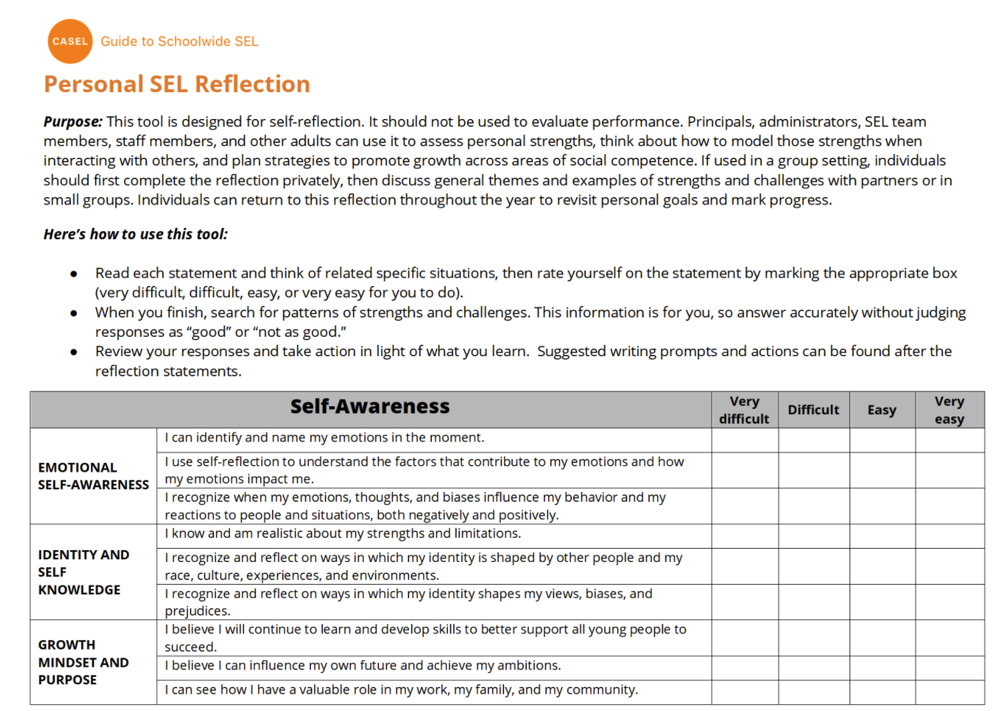 CASEL Guide to Schoolwide SEL
Personal SEL Reflection
Purpose: This tool is designed for self-reflection. It should not be used to evaluate performance. Principals, administrators, SEL team
members, staff members, and other adults can use it to assess personal strengths, think about how to model those strengths when
interacting with others, and plan strategies to promote growth across areas of social competence. If used in a group setting, individuals
should first complete the reflection privately, then discuss general themes and examples of strengths and challenges with partners or in
small groups. Individuals can return to this reflection throughout the year to revisit personal goals and mark progress.
Here’s how to use this tool:
● Read each statement and think of related specific situations, then rate yourself on the statement by marking the appropriate box
(very difficult, difficult, easy, or very easy for you to do).
● When you finish, search for patterns of strengths and challenges. This information is for you, so answer accurately without judging
responses as “good” or “not as good.”
● Review your responses and take action in light of what you learn.  Suggested writing prompts and actions can be found after the
reflection statements.
Self-Awareness
Very
difficult
Difficult
Easy
Very
easy
EMOTIONAL
SELF-AWARENESS
I can identify and name my emotions in the moment.
I use self-reflection to understand the factors that contribute to my emotions and how
my emotions impact me.
I recognize when my emotions, thoughts, and biases influence my behavior and my
reactions to people and situations, both negatively and positively.
IDENTITY AND
SELF
KNOWLEDGE
I know and am realistic about my strengths and limitations.
I recognize and reflect on ways in which my identity is shaped by other people and my
race, culture, experiences, and environments.
I recognize and reflect on ways in which my identity shapes my views, biases, and
prejudices.
GROWTH
MINDSET AND
PURPOSE
I believe I will continue to learn and develop skills to better support all young people to
succeed.
I believe I can influence my own future and achieve my ambitions.
I can see how I have a valuable role in my work, my family, and my community.